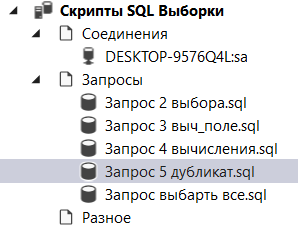 Скрипты SQL Выборки
Соединения
DESKTOP-9576Q4L:sa
Запросы
Запрос 2 выбора.sql
Запрос 3 выч_поле.sql
Запрос 4 вычисления.sql
Запрос 5 дубликат.sql
Запрос выбарть все.sql
Разное